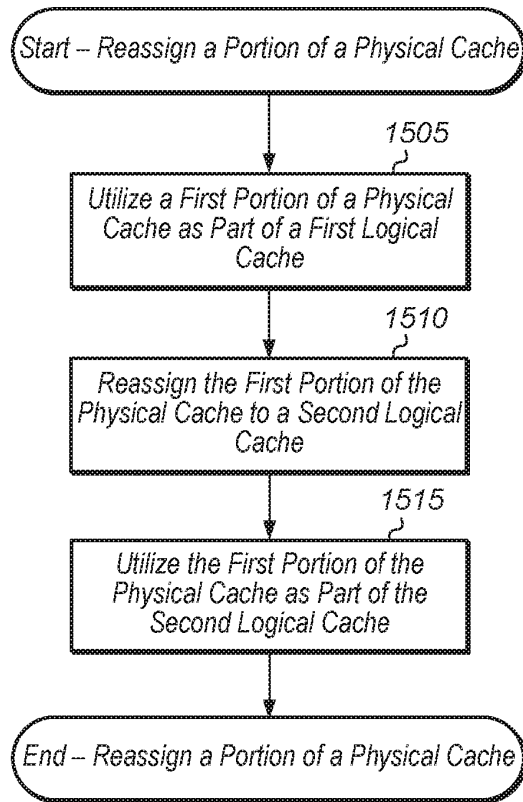 Start – Reassign a Portion of a Physical Cache
1505
Utilize a First Portion of a Physical
Cache as Part of a First Logical
Cache
1510
Reassign the First Portion of the
Physical Cache to a Second Logical
Cache
1515
Utilize the First Portion of the
Physical Cache as Part of the
Second Logical Cache
End – Reassign a Portion of a Physical Cache